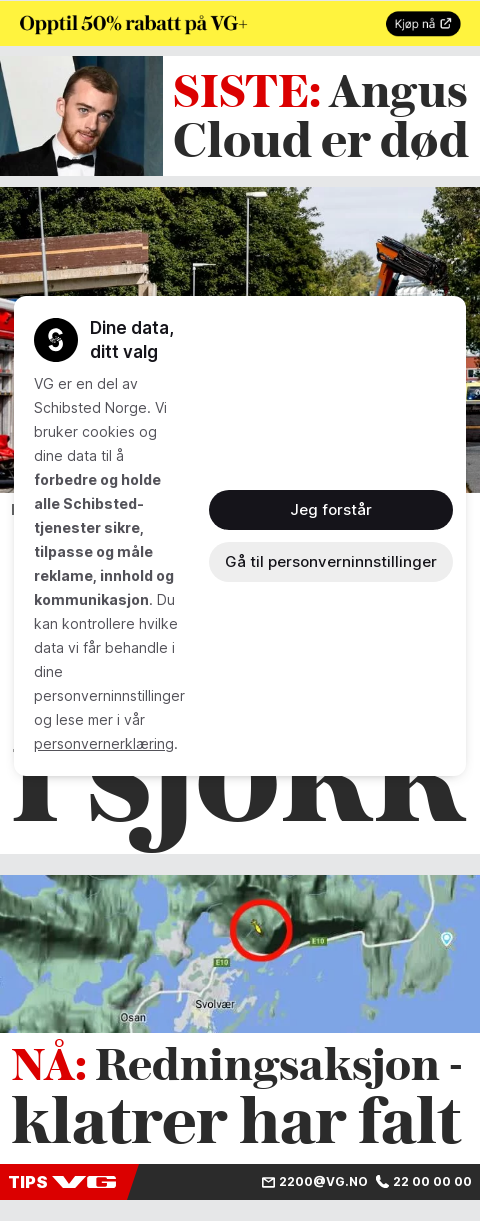 Opptil 50% rabatt på VG+
Kjøp nå
SISTE: Angus
Cloud er død
Dine data,
ditt valg
VG er en del av
Schibsted Norge. Vi
bruker cookies og
dine data til å
forbedre og holde
alle Schibsted-
tjenester sikre,
tilpasse og måle
reklame, innhold og
kommunikasjon. Du
kan kontrollere hvilke
data vi får behandle i
dine
personverninnstillinger
og lese mer i vår
personvernerklæring.
Jeg forstår
Gå til personverninnstillinger
i sjokk
E10
E10
Svolvær
Osan
NÅ: Redningsaksjon -
klatrer har falt
TIPS VG
2200@VG.NO
22 00 00 00